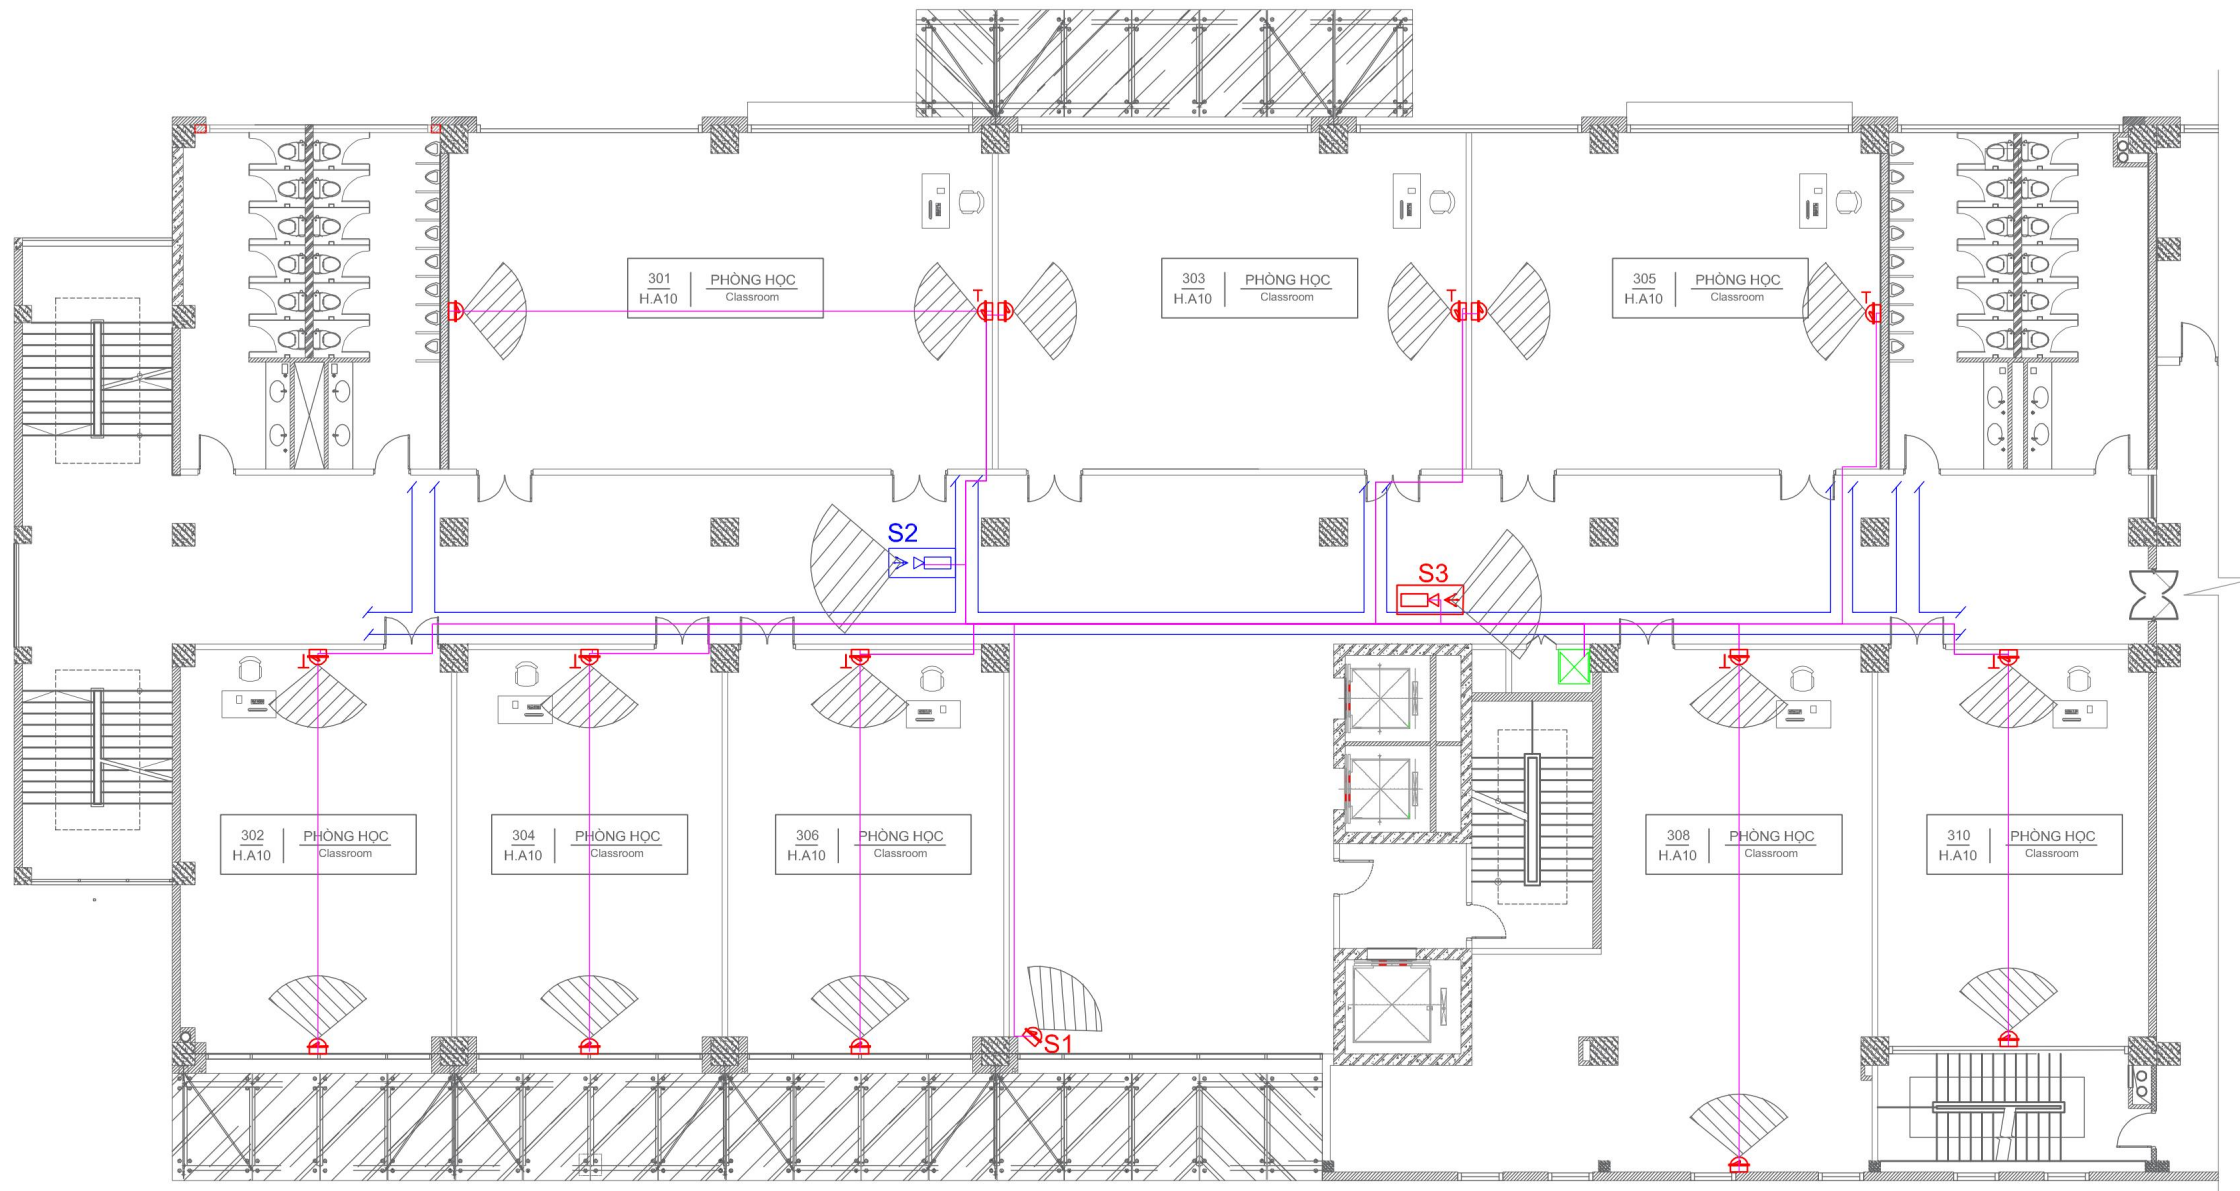 301
H.A10
PHÒNG HỌC
Classroom
303
H.A10
PHÒNG HỌC
Classroom
305
H.A10
PHÒNG HỌC
Classroom
T
T
T
S2
S3
T
T
T
T
T
302
H.A10
PHÒNG HỌC
Classroom
304
H.A10
PHÒNG HỌC
Classroom
306
H.A10
PHÒNG HỌC
Classroom
308
H.A10
PHÒNG HỌC
Classroom
310
H.A10
PHÒNG HỌC
Classroom
S1